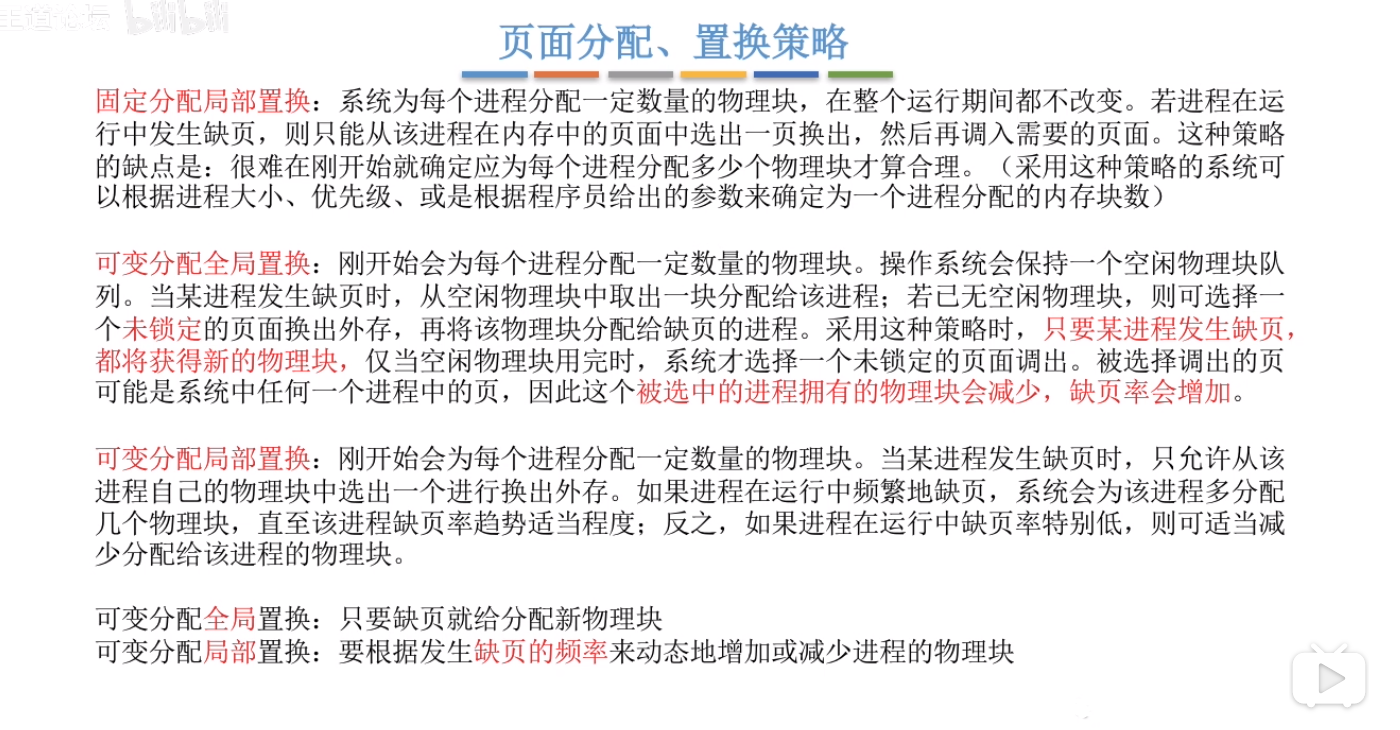 王道论坛 bilibili
页面分配、置换策略
固定分配局部置换：系统为每个进程分配一定数量的物理块，在整个运行期间都不改变。若进程在运
行中发生缺页，则只能从该进程在内存中的页面中选出一页换出，然后再调入需要的页面。这种策略
的缺点是：很难在刚开始就确定应为每个进程分配多少个物理块才算合理。（采用这种策略的系统可
以根据进程大小、优先级、或是根据程序员给出的参数来确定为一个进程分配的内存块数）
可变分配全局置换：刚开始会为每个进程分配一定数量的物理块。操作系统会保持一个空闲物理块队
列。当某进程发生缺页时，从空闲物理块中取出一块分配给该进程；若已无空闲物理块，则可选择一
个未锁定的页面换出外存，再将该物理块分配给缺页的进程。采用这种策略时，只要某进程发生缺页，
都将获得新的物理块，仅当空闲物理块用完时，系统才选择一个未锁定的页面调出。被选择调出的页
可能是系统中任何一个进程中的页，因此这个被选中的进程拥有的物理块会减少，缺页率会增加。
可变分配局部置换：刚开始会为每个进程分配一定数量的物理块。当某进程发生缺页时，只允许从该
进程自己的物理块中选出一个进行换出外存。如果进程在运行中频繁地缺页，系统会为该进程多分配
几个物理块，直至该进程缺页率趋势适当程度；反之，如果进程在运行中缺页率特别低，则可适当减
少分配给该进程的物理块。
可变分配全局置换：只要缺页就给分配新物理块
可变分配局部置换：要根据发生缺页的频率来动态地增加或减少进程的物理块